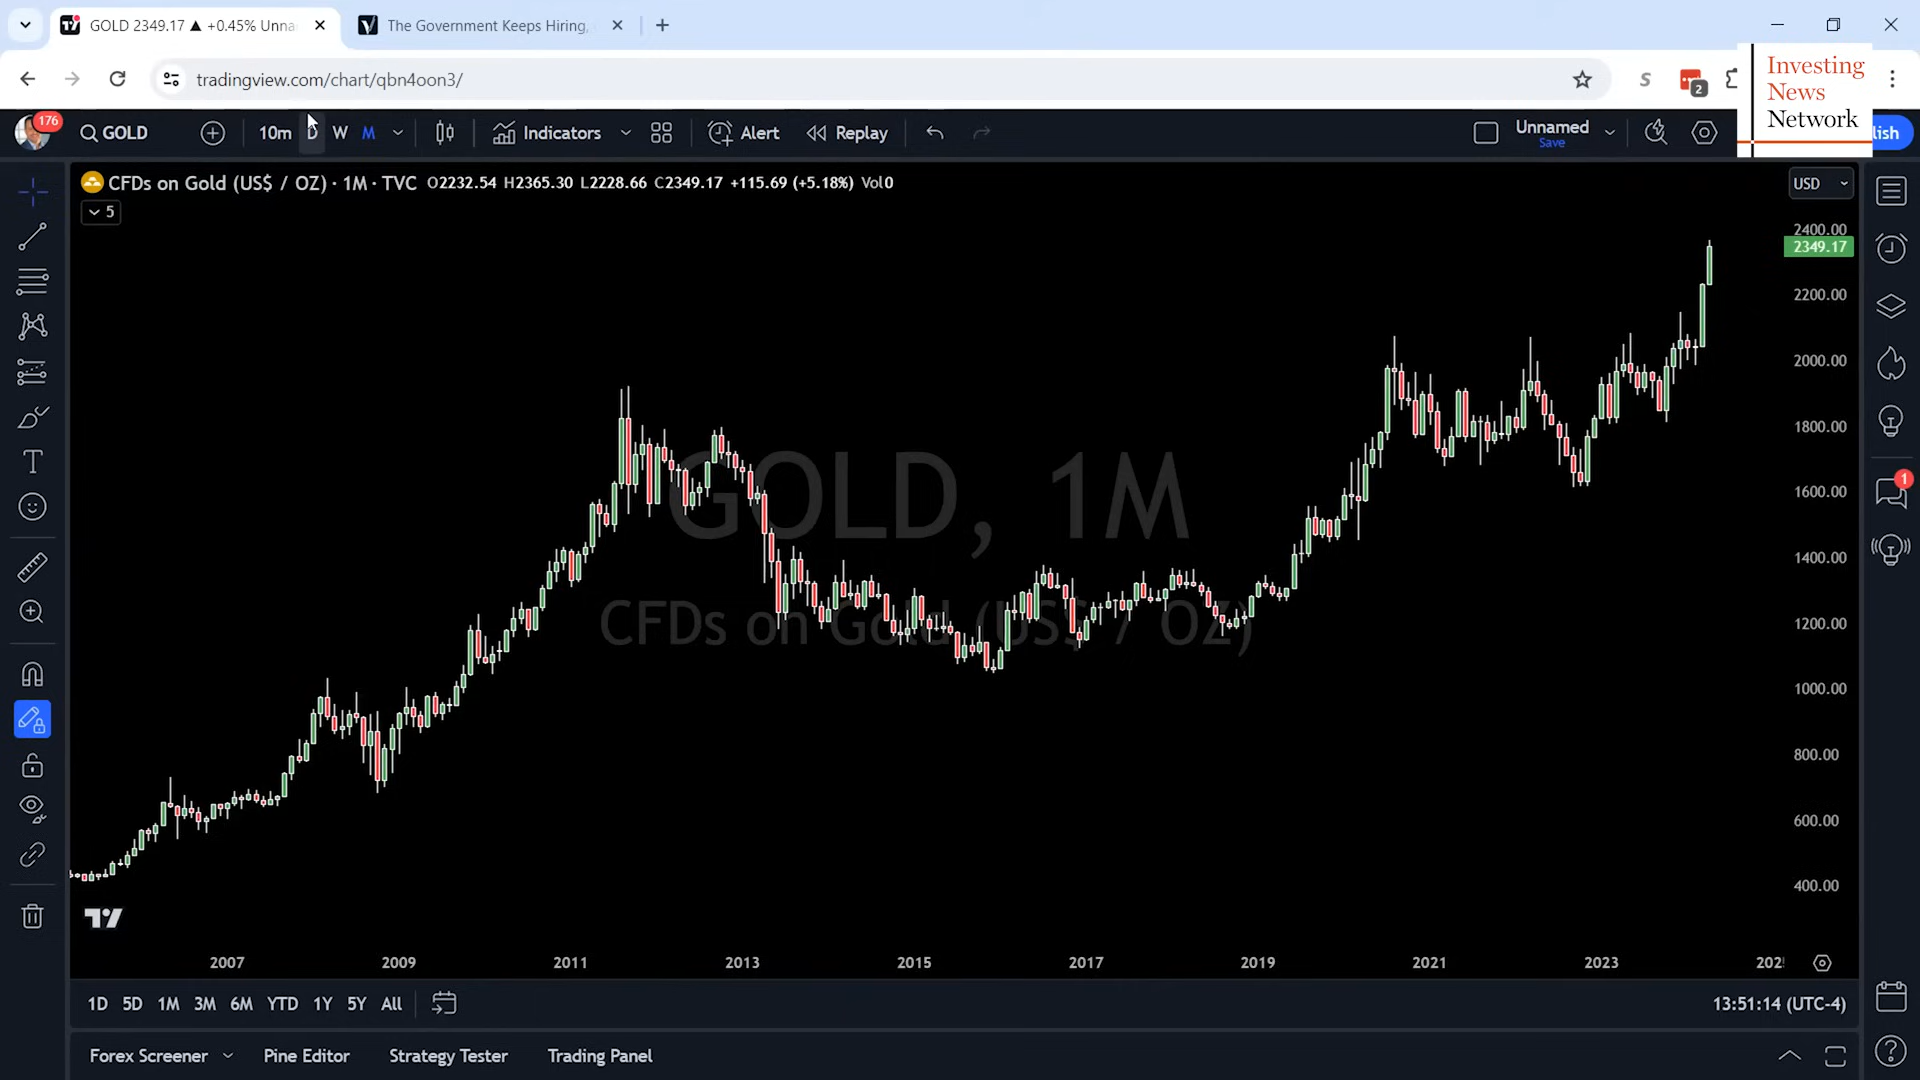 GOLD 2349.17 ▲ +0.45% Unna
The Government Keeps Hiring,
tradingview.com/chart/qbn4oon3/
S
2
Investing
News
Network
176
GOLD
10m D W M
Indicators
Alert
Replay
Unnamed
Save
lish
CFDs on Gold (US$ / OZ) · 1M · TVC O2232.54 H2365.30 L2228.66 C2349.17 +115.69 (+5.18%) Vol0
5
USD
2400.00
2349.17
2200.00
2000.00
1800.00
1600.00
1400.00
1200.00
1000.00
800.00
600.00
400.00
GOLD, 1M
CFDs on Gold (US$ / OZ)
1
2007 2009 2011 2013 2015 2017 2019 2021 2023 202
1D 5D 1M 3M 6M YTD 1Y 5Y All
13:51:14 (UTC-4)
Forex Screener Pine Editor Strategy Tester Trading Panel